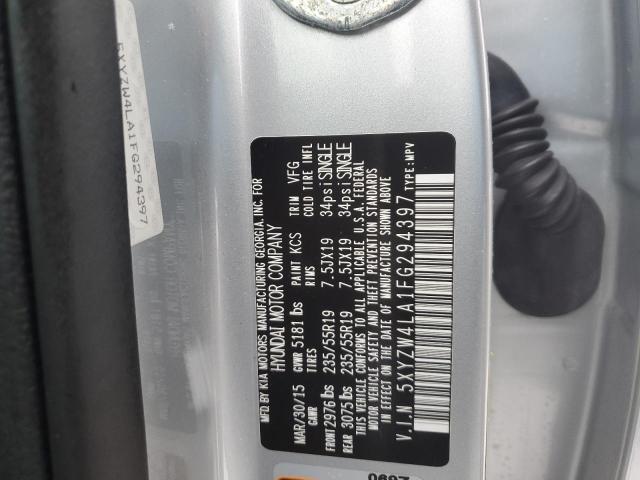 MFD. BY KIA MOTORS MANUFACTURING GEORGIA, INC. FOR
HYUNDAI MOTOR COMPANY
MAR/30/15 PAINT KCS TRIM VFG
GVWR 5181 lbs
GAWR TIRES RIMS COLD TIRE INFL
FRONT 2976 lbs 235/55R19 7.5JX19 34psi SINGLE
REAR 3075 lbs 235/55R19 7.5JX19 34psi SINGLE
THIS VEHICLE CONFORMS TO ALL APPLICABLE U.S.A. FEDERAL
MOTOR VEHICLE SAFETY AND THEFT PREVENTION STANDARDS
IN EFFECT ON THE DATE OF MANUFACTURE SHOWN ABOVE.
V.I.N 5XYZW4LA1FG294397 TYPE:MPV
5XYZW4LA1FG294397
0697